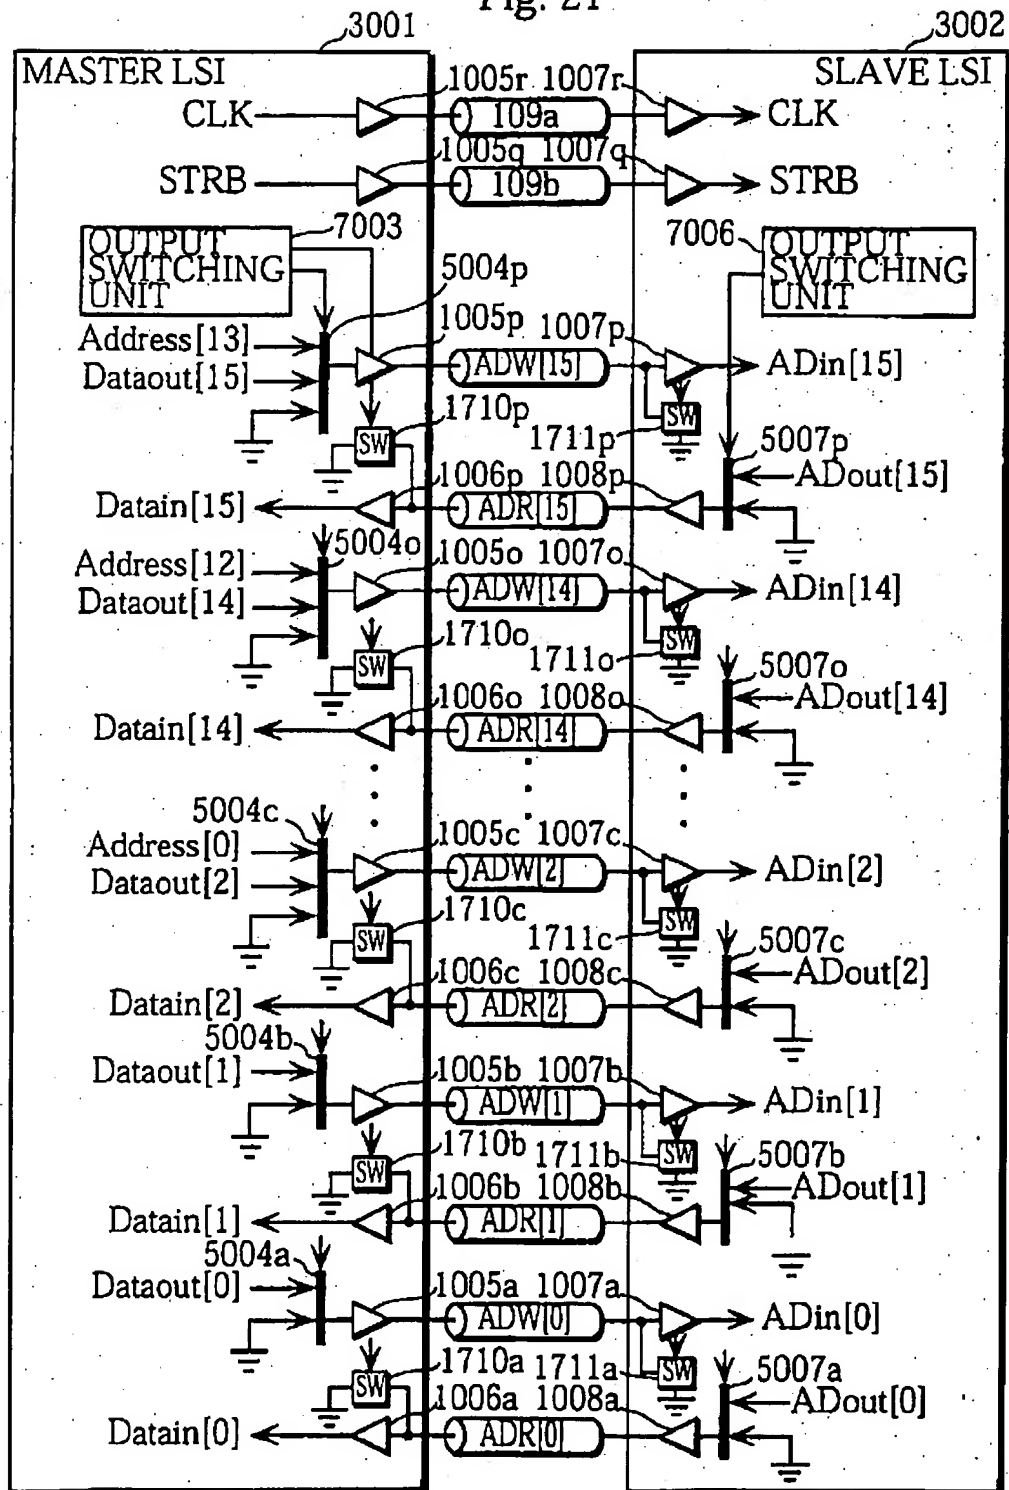 Fig. 21
3001
3002
MASTER LSI
SLAVE LSI
CLK
1005r
1007r
109a
CLK
STRB
1005q
1007q
109b
STRB
OUTPUT
SWITCHING
UNIT
7003
7006
OUTPUT
SWITCHING
UNIT
5004p
Address[13]
Dataout[15]
1005p
1007p
ADW[15]
ADin[15]
SW
1710p
1711p
SW
5007p
ADout[15]
Datain[15]
1006p
1008p
ADR[15]
5004o
Address[12]
Dataout[14]
1005o
1007o
ADW[14]
ADin[14]
SW
1710o
1711o
SW
5007o
ADout[14]
Datain[14]
1006o
1008o
ADR[14]
5004c
Address[0]
Dataout[2]
1005c
1007c
ADW[2]
ADin[2]
SW
1710c
1711c
SW
5007c
ADout[2]
Datain[2]
1006c
1008c
ADR[2]
5004b
Dataout[1]
1005b
1007b
ADW[1]
ADin[1]
SW
1710b
1711b
SW
5007b
ADout[1]
Datain[1]
1006b
1008b
ADR[1]
5004a
Dataout[0]
1005a
1007a
ADW[0]
ADin[0]
SW
1710a
1711a
SW
5007a
ADout[0]
Datain[0]
1006a
1008a
ADR[0]